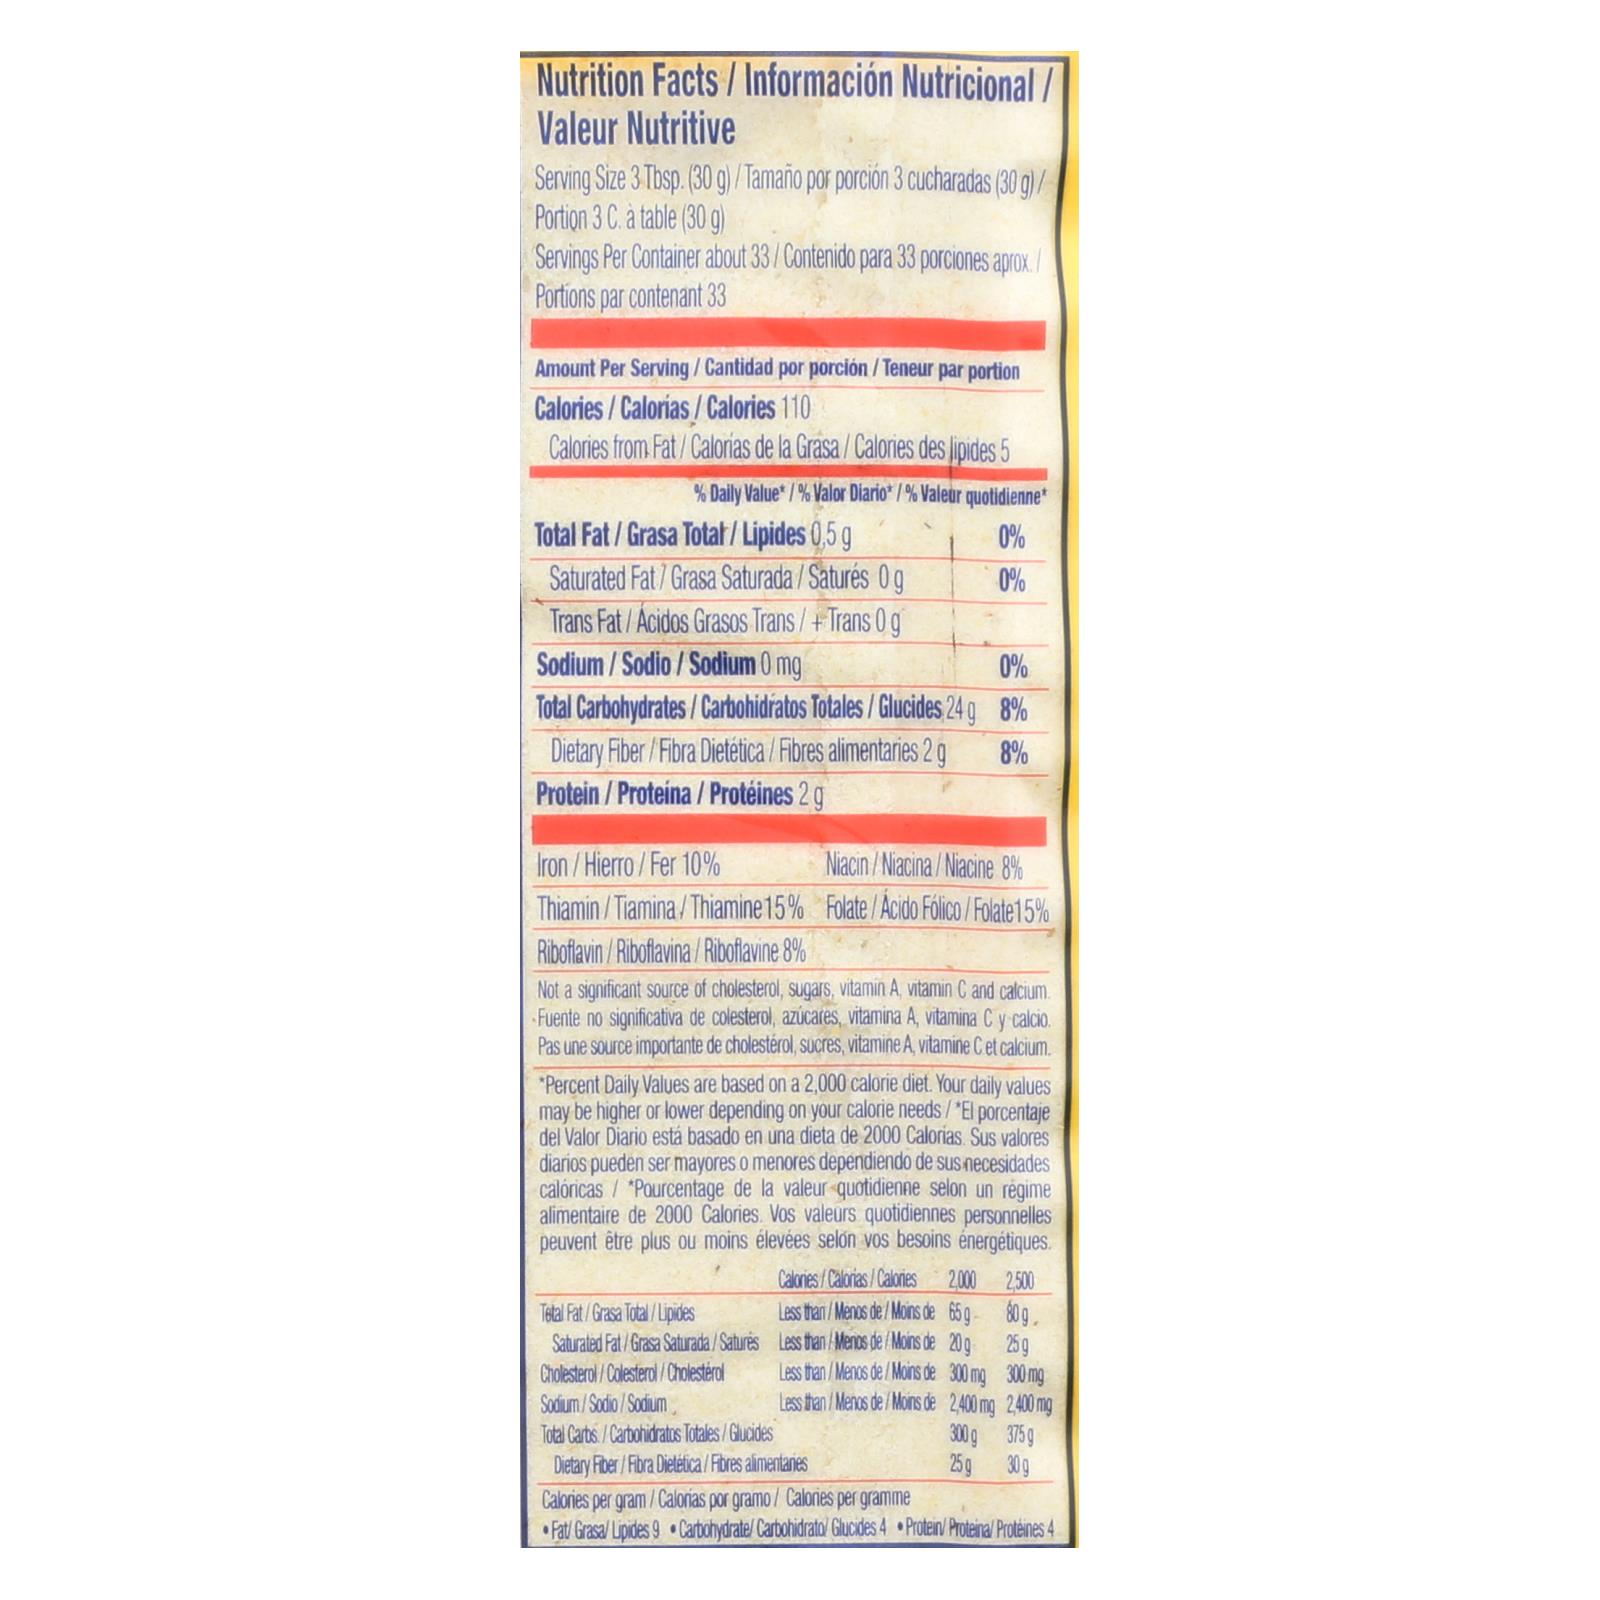 Nutrition Facts / Información Nutricional /
Valeur Nutritive
Serving Size 3 Tbsp. (30 g) / Tamaño por porción 3 cucharadas (30 g) /
Portion 3 C. à table (30 g)
Servings Per Container about 33 / Contenido para 33 porciones aprox. /
Portions par contenant 33
Amount Per Serving / Cantidad por porción / Teneur par portion
Calories / Calorías / Calories 110
Calories from Fat / Calorías de la Grasa / Calories des lipides 5
% Daily Value* / % Valor Diario* / % Valeur quotidienne*
Total Fat / Grasa Total / Lipides 0,5 g 0%
Saturated Fat / Grasa Saturada / Saturés 0 g 0%
Trans Fat / Ácidos Grasos Trans / + Trans 0 g
Sodium / Sodio / Sodium 0 mg 0%
Total Carbohydrates / Carbohidratos Totales / Glucides 24 g 8%
Dietary Fiber / Fibra Dietética / Fibres alimentaries 2 g 8%
Protein / Proteína / Protéines 2 g
Iron / Hierro / Fer 10% Niacin / Niacina / Niacine 8%
Thiamin / Tiamina / Thiamine 15% Folate / Ácido Fólico / Folate 15%
Riboflavin / Riboflavina / Riboflavine 8%
Not a significant source of cholesterol, sugars, vitamin A, vitamin C and calcium.
Fuente no significativa de colesterol, azúcares, vitamina A, vitamina C y calcio.
Pas une source importante de cholestérol, sucres, vitamine A, vitamine C et calcium.
*Percent Daily Values are based on a 2,000 calorie diet. Your daily values
may be higher or lower depending on your calorie needs / *El porcentaje
del Valor Diario está basado en una dieta de 2000 Calorías. Sus valores
diarios pueden ser mayores o menores dependiendo de sus necesidades
calóricas / *Pourcentage de la valeur quotidienne selon un régime
alimentaire de 2000 Calories. Vos valeurs quotidiennes personnelles
peuvent être plus ou moins élevées selón vos besoins énergétiques.
Calories / Calorías / Calories 2,000 2,500
Total Fat / Grasa Total / Lipides Less than / Menos de / Moins de 65 g 80 g
Saturated Fat / Grasa Saturada / Saturés Less than / Menos de / Moins de 20 g 25 g
Cholesterol / Colesterol / Cholestérol Less than / Menos de / Moins de 300 mg 300 mg
Sodium / Sodio / Sodium Less than / Menos de / Moins de 2,400 mg 2,400 mg
Total Carbs. / Carbohidratos Totales / Glucides 300 g 375 g
Dietary Fiber / Fibra Dietética / Fibres alimentaries 25 g 30 g
Calories per gram / Calorías por gramo / Calories per gramme
• Fat/ Grasa/ Lipides 9 • Carbohydrate/ Carbohidrato/ Glucides 4 • Protein/ Proteina/ Protéines 4